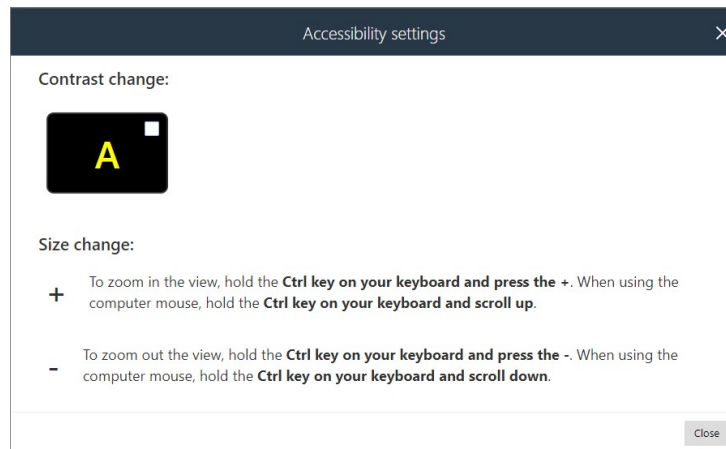 Accessibility settings
Contrast change:
A
Size change:
+ To zoom in the view, hold the Ctrl key on your keyboard and press the +. When using the
computer mouse, hold the Ctrl key on your keyboard and scroll up.
- To zoom out the view, hold the Ctrl key on your keyboard and press the -. When using the
computer mouse, hold the Ctrl key on your keyboard and scroll down.
Close